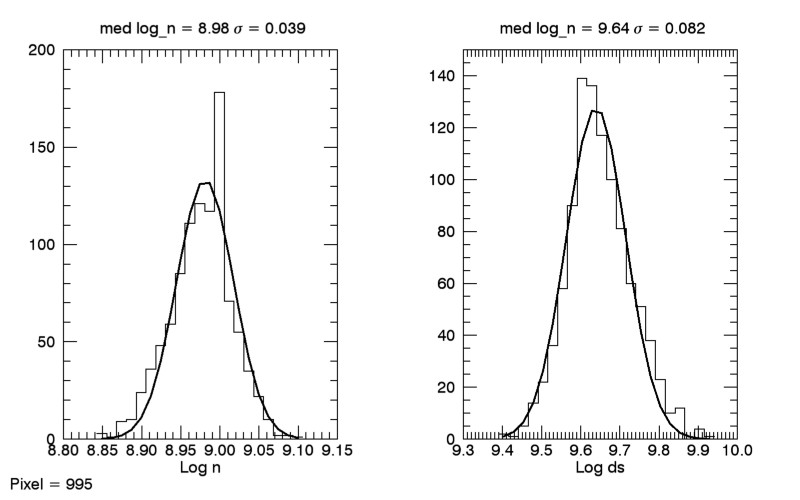 med log_n = 8.98 σ = 0.039
200
150
100
50
0
8.80 8.85 8.90 8.95 9.00 9.05 9.10 9.15
Log n
med log_n = 9.64 σ = 0.082
140
120
100
80
60
40
20
0
9.3 9.4 9.5 9.6 9.7 9.8 9.9 10.0
Log ds
Pixel = 995